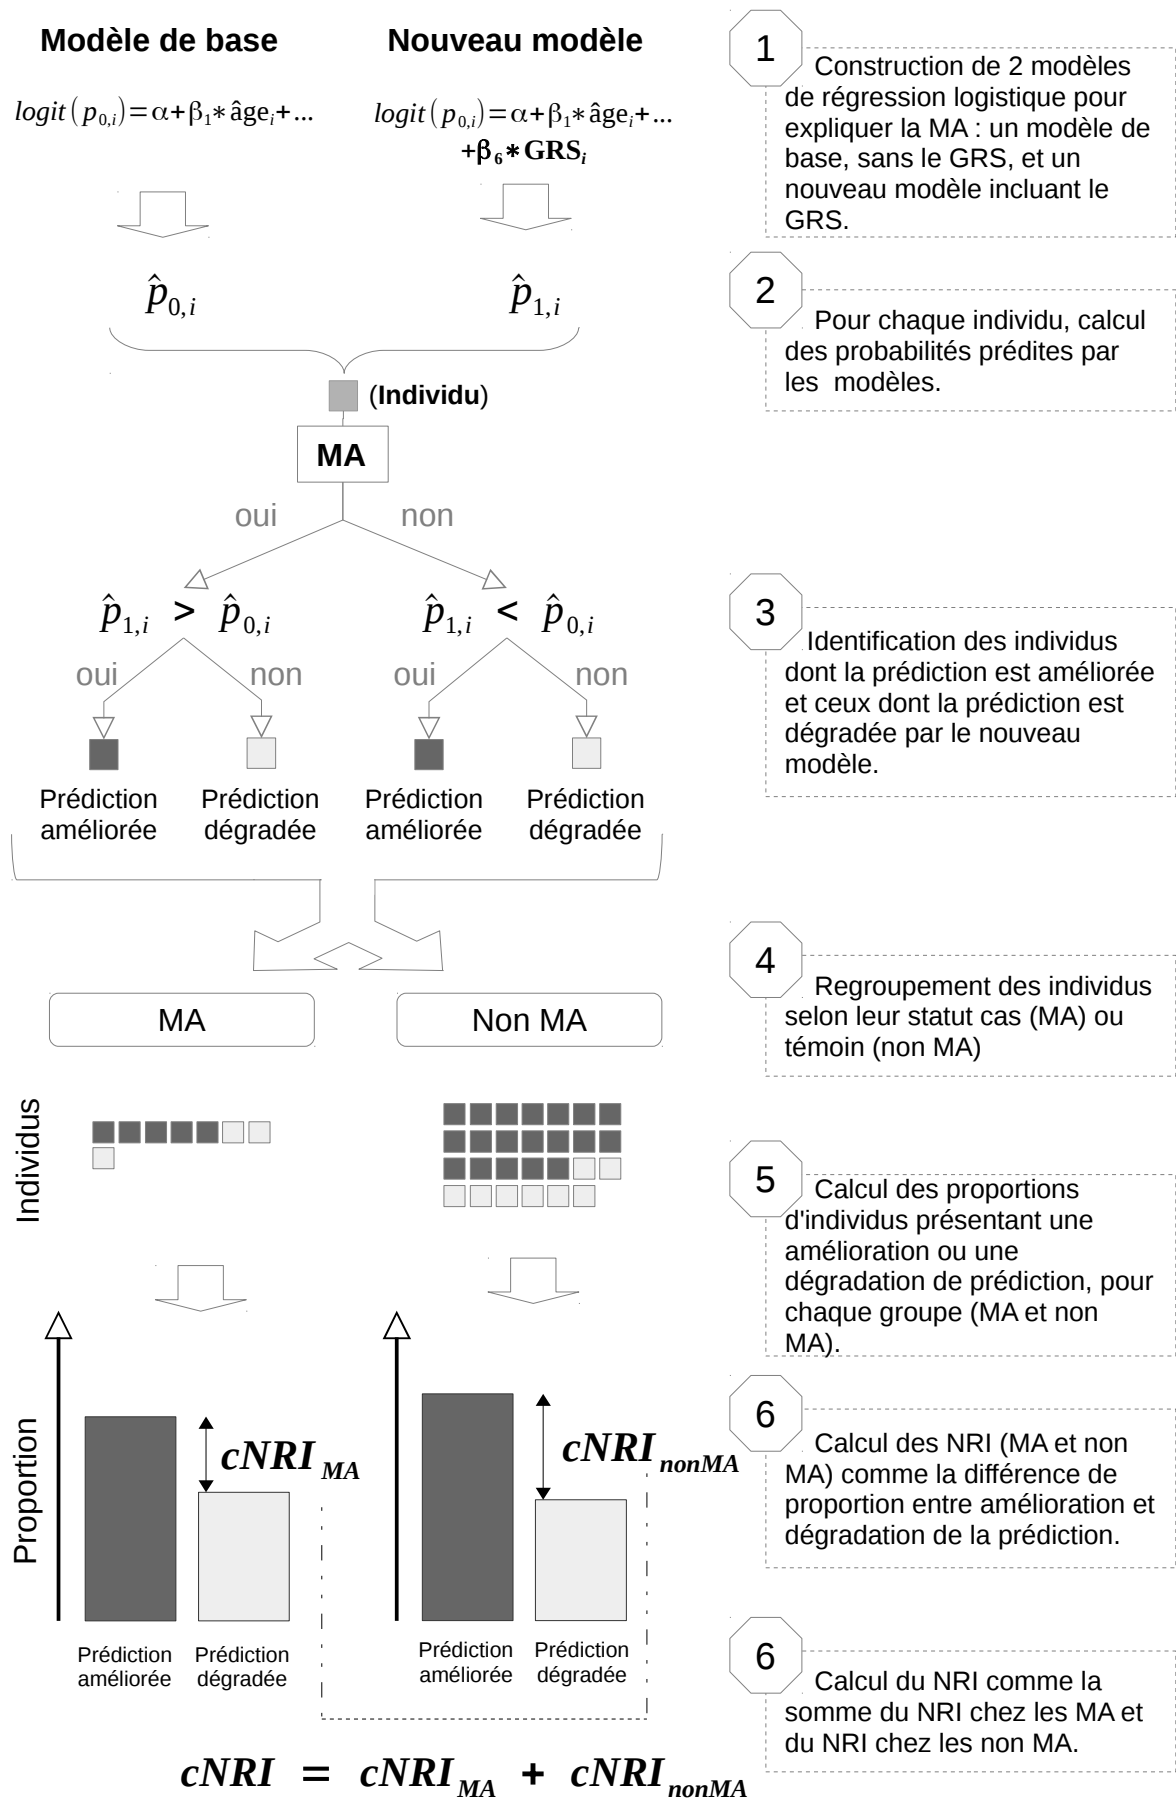 Modèle de base
Nouveau modèle
logit(p0,i)=α+β1*âgei+...
logit(p0,i)=α+β1*âgei+...
+β6*GRSi
p̂0,i
p̂1,i
(Individu)
MA
oui
non
p̂1,i > p̂0,i
p̂1,i < p̂0,i
oui
non
oui
non
Prédiction
améliorée
Prédiction
dégradée
Prédiction
améliorée
Prédiction
dégradée
MA
Non MA
Individus
Proportion
cNRI MA
cNRI nonMA
Prédiction
améliorée
Prédiction
dégradée
Prédiction
améliorée
Prédiction
dégradée
cNRI = cNRI MA + cNRI nonMA
1
Construction de 2 modèles
de régression logistique pour
expliquer la MA : un modèle de
base, sans le GRS, et un
nouveau modèle incluant le
GRS.
2
Pour chaque individu, calcul
des probabilités prédites par
les modèles.
3
Identification des individus
dont la prédiction est améliorée
et ceux dont la prédiction est
dégradée par le nouveau
modèle.
4
Regroupement des individus
selon leur statut cas (MA) ou
témoin (non MA)
5
Calcul des proportions
d'individus présentant une
amélioration ou une
dégradation de prédiction, pour
chaque groupe (MA et non
MA).
6
Calcul des NRI (MA et non
MA) comme la différence de
proportion entre amélioration et
dégradation de la prédiction.
6
Calcul du NRI comme la
somme du NRI chez les MA et
du NRI chez les non MA.